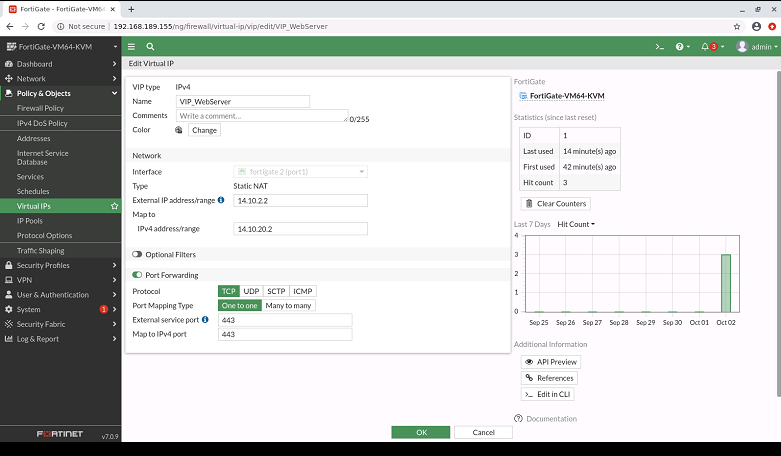 FortiGate - FortiGate-VM64-K
Not secure | 192.168.189.155/ng/firewall/virtual-ip/vip/edit/VIP_WebServer
FortiGate-VM64-KVM
3
admin
Dashboard
Network
Policy & Objects
Firewall Policy
IPv4 DoS Policy
Addresses
Internet Service
Database
Services
Schedules
Virtual IPs
IP Pools
Protocol Options
Traffic Shaping
Security Profiles
VPN
User & Authentication
System 1
Security Fabric
Log & Report
FORTINET v7.0.9
Edit Virtual IP
VIP type IPv4
Name VIP_WebServer
Comments Write a comment... 0/255
Color Change
Network
Interface fortigate 2 (port1)
Type Static NAT
External IP address/range 14.10.2.2
Map to
IPv4 address/range 14.10.20.2
Optional Filters
Port Forwarding
Protocol TCP UDP SCTP ICMP
Port Mapping Type One to one Many to many
External service port 443
Map to IPv4 port 443
OK Cancel
FortiGate
FortiGate-VM64-KVM
Statistics (since last reset)
ID 1
Last used 14 minute(s) ago
First used 42 minute(s) ago
Hit count 3
Clear Counters
Last 7 Days Hit Count
4
3
2
1
0
Sep 25 Sep 26 Sep 27 Sep 28 Sep 29 Sep 30 Oct 01 Oct 02
Additional Information
API Preview
References
>_ Edit in CLI
Documentation